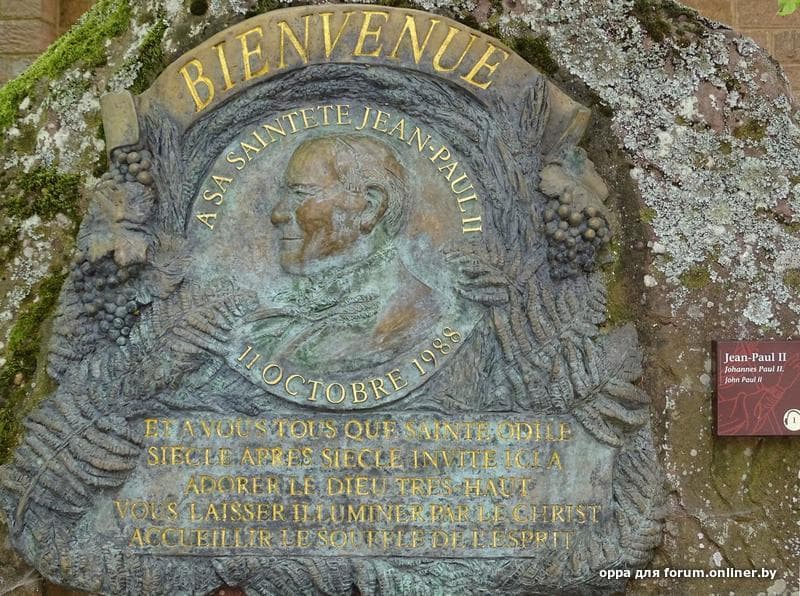 BIENVENUE
A SA SAINTETE JEAN-PAUL II
11 OCTOBRE 1988
ET A VOUS TOUS QUE SAINTE ODILE
SIECLE APRES SIECLE INVITE ICI A
ADORER LE DIEU TRES-HAUT
VOUS LAISSER ILLUMINER PAR LE CHRIST
ACCUEILLIR LE SOUFFLE DE L'ESPRIT
Jean-Paul II
Johannes Paul II.
John Paul II
1
oppa для forum.onliner.by